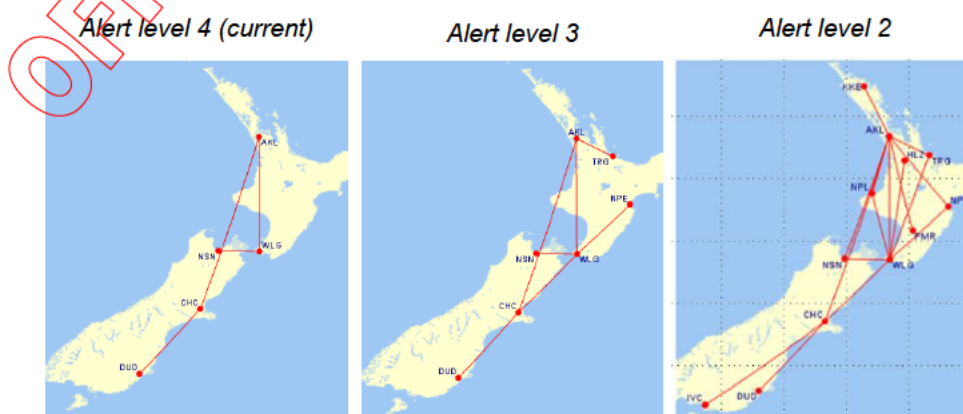 Alert level 4 (current)
Alert level 3
Alert level 2
OF
AKL
WLG
NSN
CHC
DUD
AKL
TRG
NPE
NSN
WLG
CHC
DUD
KKE
AKL
HLZ
TRG
NPL
NP
PMR
NSN
WLG
CHC
IVC
DUD